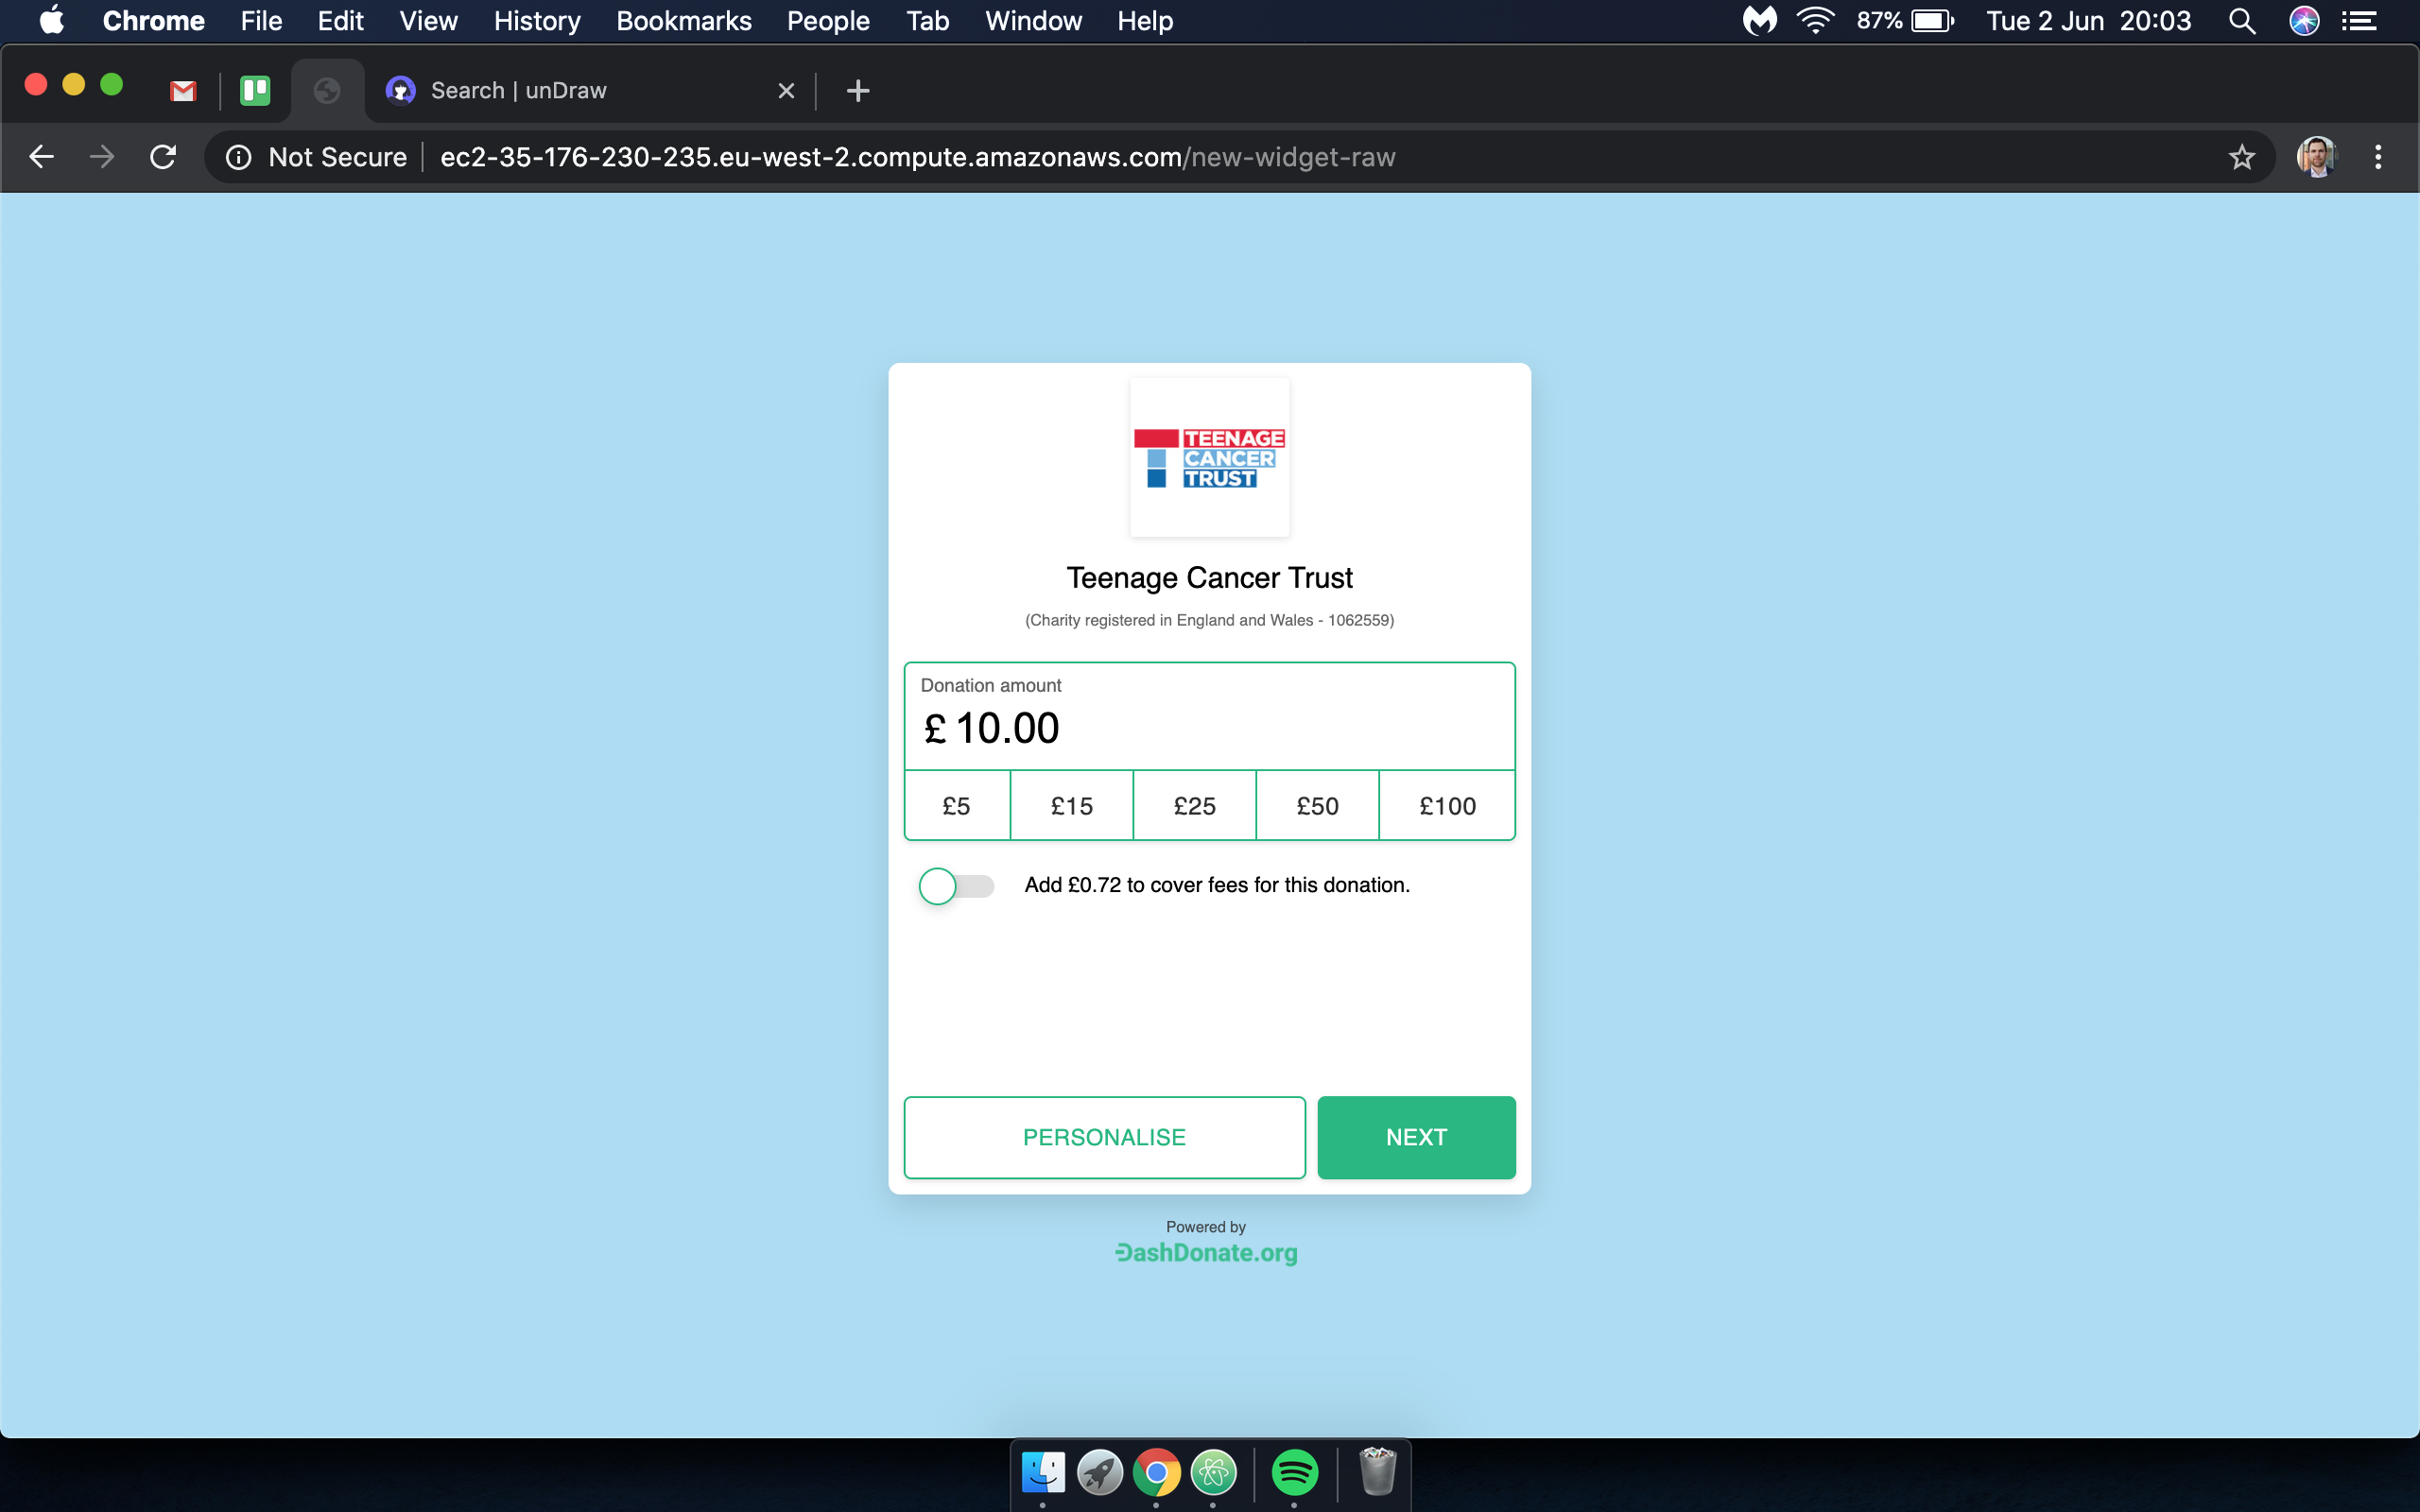 Chrome File Edit View History Bookmarks People Tab Window Help 87% Tue 2 Jun 20:03
Search | unDraw
Not Secure ec2-35-176-230-235.eu-west-2.compute.amazonaws.com/new-widget-raw
TEENAGE
CANCER
TRUST
Teenage Cancer Trust
(Charity registered in England and Wales - 1062559)
Donation amount
£ 10.00
£5 £15 £25 £50 £100
Add £0.72 to cover fees for this donation.
PERSONALISE NEXT
Powered by
DashDonate.org